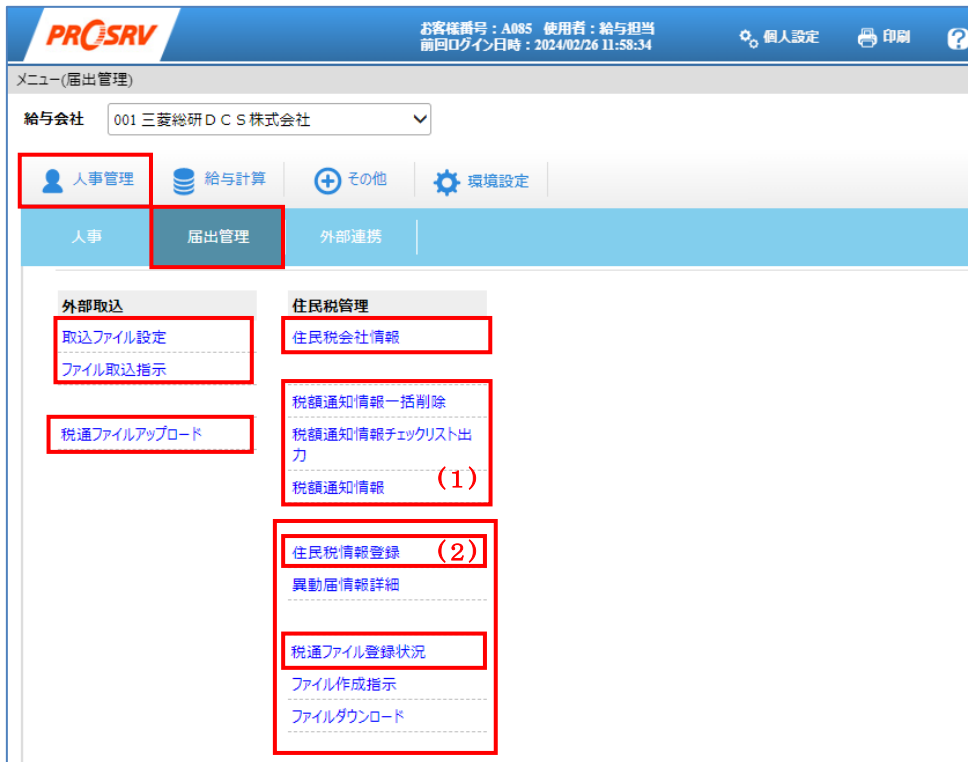 PROSRV
お客様番号：A085 使用者：給与担当
前回ログイン日時：2024/02/26 11:58:34
個人設定
印刷
?
メニュー(届出管理)
給与会社
001 三菱総研ＤＣＳ株式会社
人事管理
給与計算
その他
環境設定
人事
届出管理
外部連携
外部取込
取込ファイル設定
ファイル取込指示
税通ファイルアップロード
住民税管理
住民税会社情報
税額通知情報一括削除
税額通知情報チェックリスト出
力
税額通知情報
(1)
住民税情報登録
(2)
異動届情報詳細
税通ファイル登録状況
ファイル作成指示
ファイルダウンロード